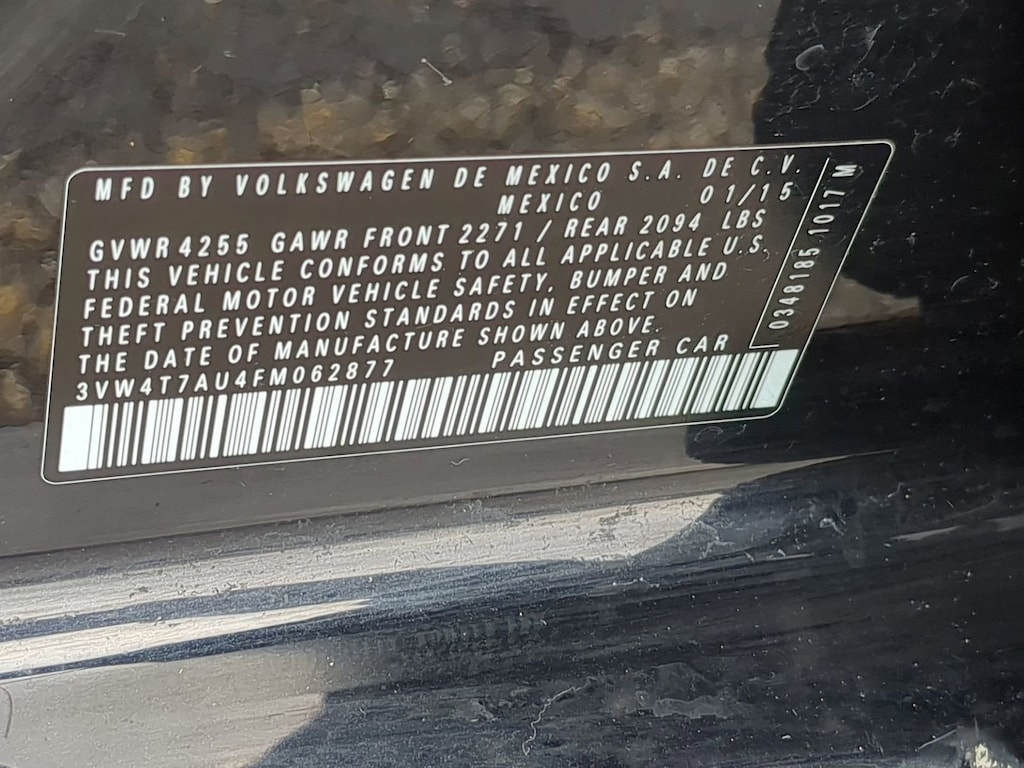 MFD BY VOLKSWAGEN DE MEXICO S.A. DE C.V.
MEXICO 01/15
GVWR 4255 GAWR FRONT 2271 / REAR 2094 LBS
THIS VEHICLE CONFORMS TO ALL APPLICABLE U.S.
FEDERAL MOTOR VEHICLE SAFETY, BUMPER AND
THEFT PREVENTION STANDARDS IN EFFECT ON
THE DATE OF MANUFACTURE SHOWN ABOVE.
3VW4T7AU4FM062877 PASSENGER CAR
0348185 1017 M